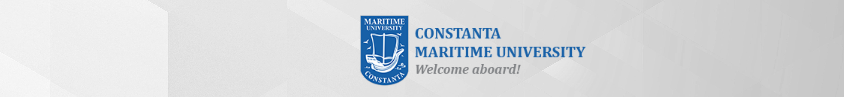 MARITIME
UNIVERSITY
CONSTANTA
CONSTANTA
MARITIME UNIVERSITY
Welcome aboard!